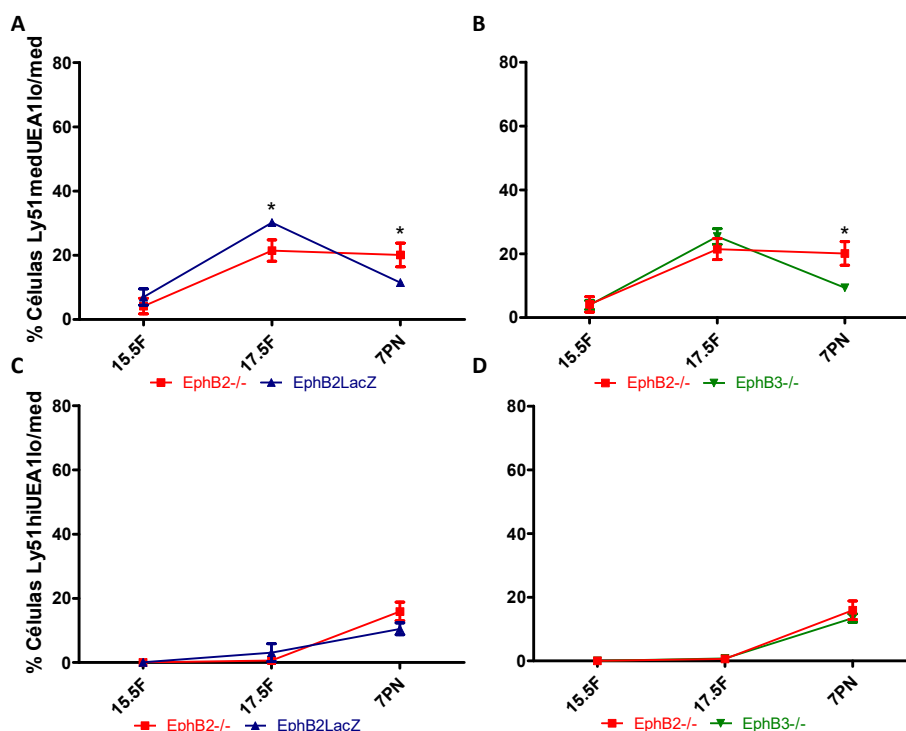 A
% Células Ly51medUEA1lo/med
80
60
40
20
0
*
*
15.5F
17.5F
7PN
EphB2-/-
EphB2LacZ
B
80
60
40
20
0
*
15.5F
17.5F
7PN
EphB2-/-
EphB3-/-
C
% Células Ly51hiUEA1lo/med
80
60
40
20
0
15.5F
17.5F
7PN
EphB2-/-
EphB2LacZ
D
80
60
40
20
0
15.5F
17.5F
7PN
EphB2-/-
EphB3-/-